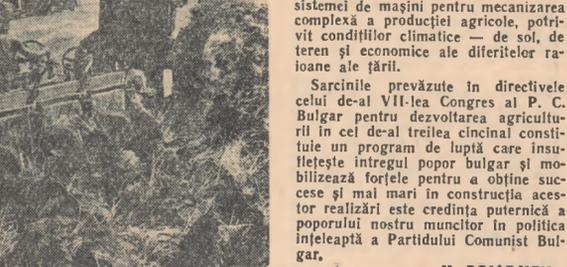 sistemei de mașini pentru mecanizarea
complexă a producției agricole, potri-
vit condițiilor climatice — de sol, de
teren și economice ale diferitelor ra-
ioane ale țării.
Sarcinile prevăzute în directivele
celui de-al VII-lea Congres al P. C.
Bulgar pentru dezvoltarea agricultu-
rii în cel de-al treilea cincinal consti-
tuie un program de luptă care însu-
flețește întregul popor bulgar și mo-
bilizează forțele pentru a obține suc-
cese și mai mari în construcția aces-
tor realizări este credința puternică a
poporului nostru muncitor în politica
înțeleaptă a Partidului Comunist Bul-
gar.